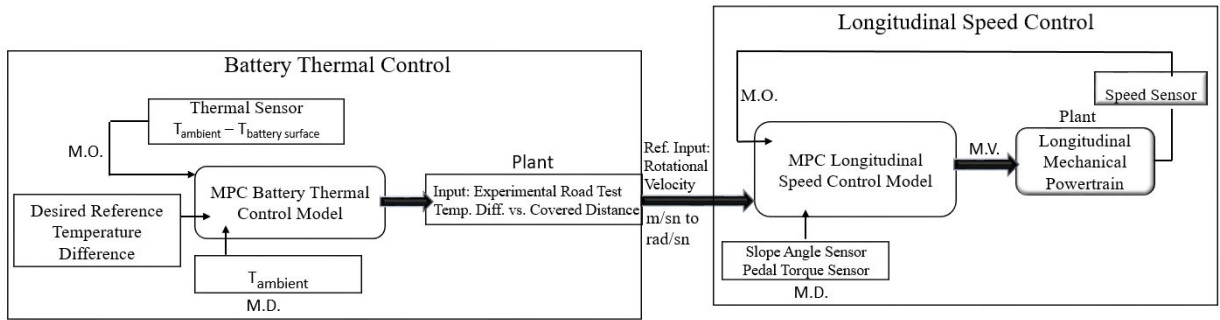 Battery Thermal Control
Thermal Sensor
Tambient – Tbattery surface
M.O.
MPC Battery Thermal
Control Model
Desired Reference
Temperature
Difference
Tambient
M.D.
Plant
Input: Experimental Road Test
Temp. Diff. vs. Covered Distance
Ref. Input:
Rotational
Velocity
m/sn to
rad/sn
Longitudinal Speed Control
M.O.
Speed Sensor
MPC Longitudinal
Speed Control Model
M.V.
Plant
Longitudinal
Mechanical
Powertrain
Slope Angle Sensor
Pedal Torque Sensor
M.D.